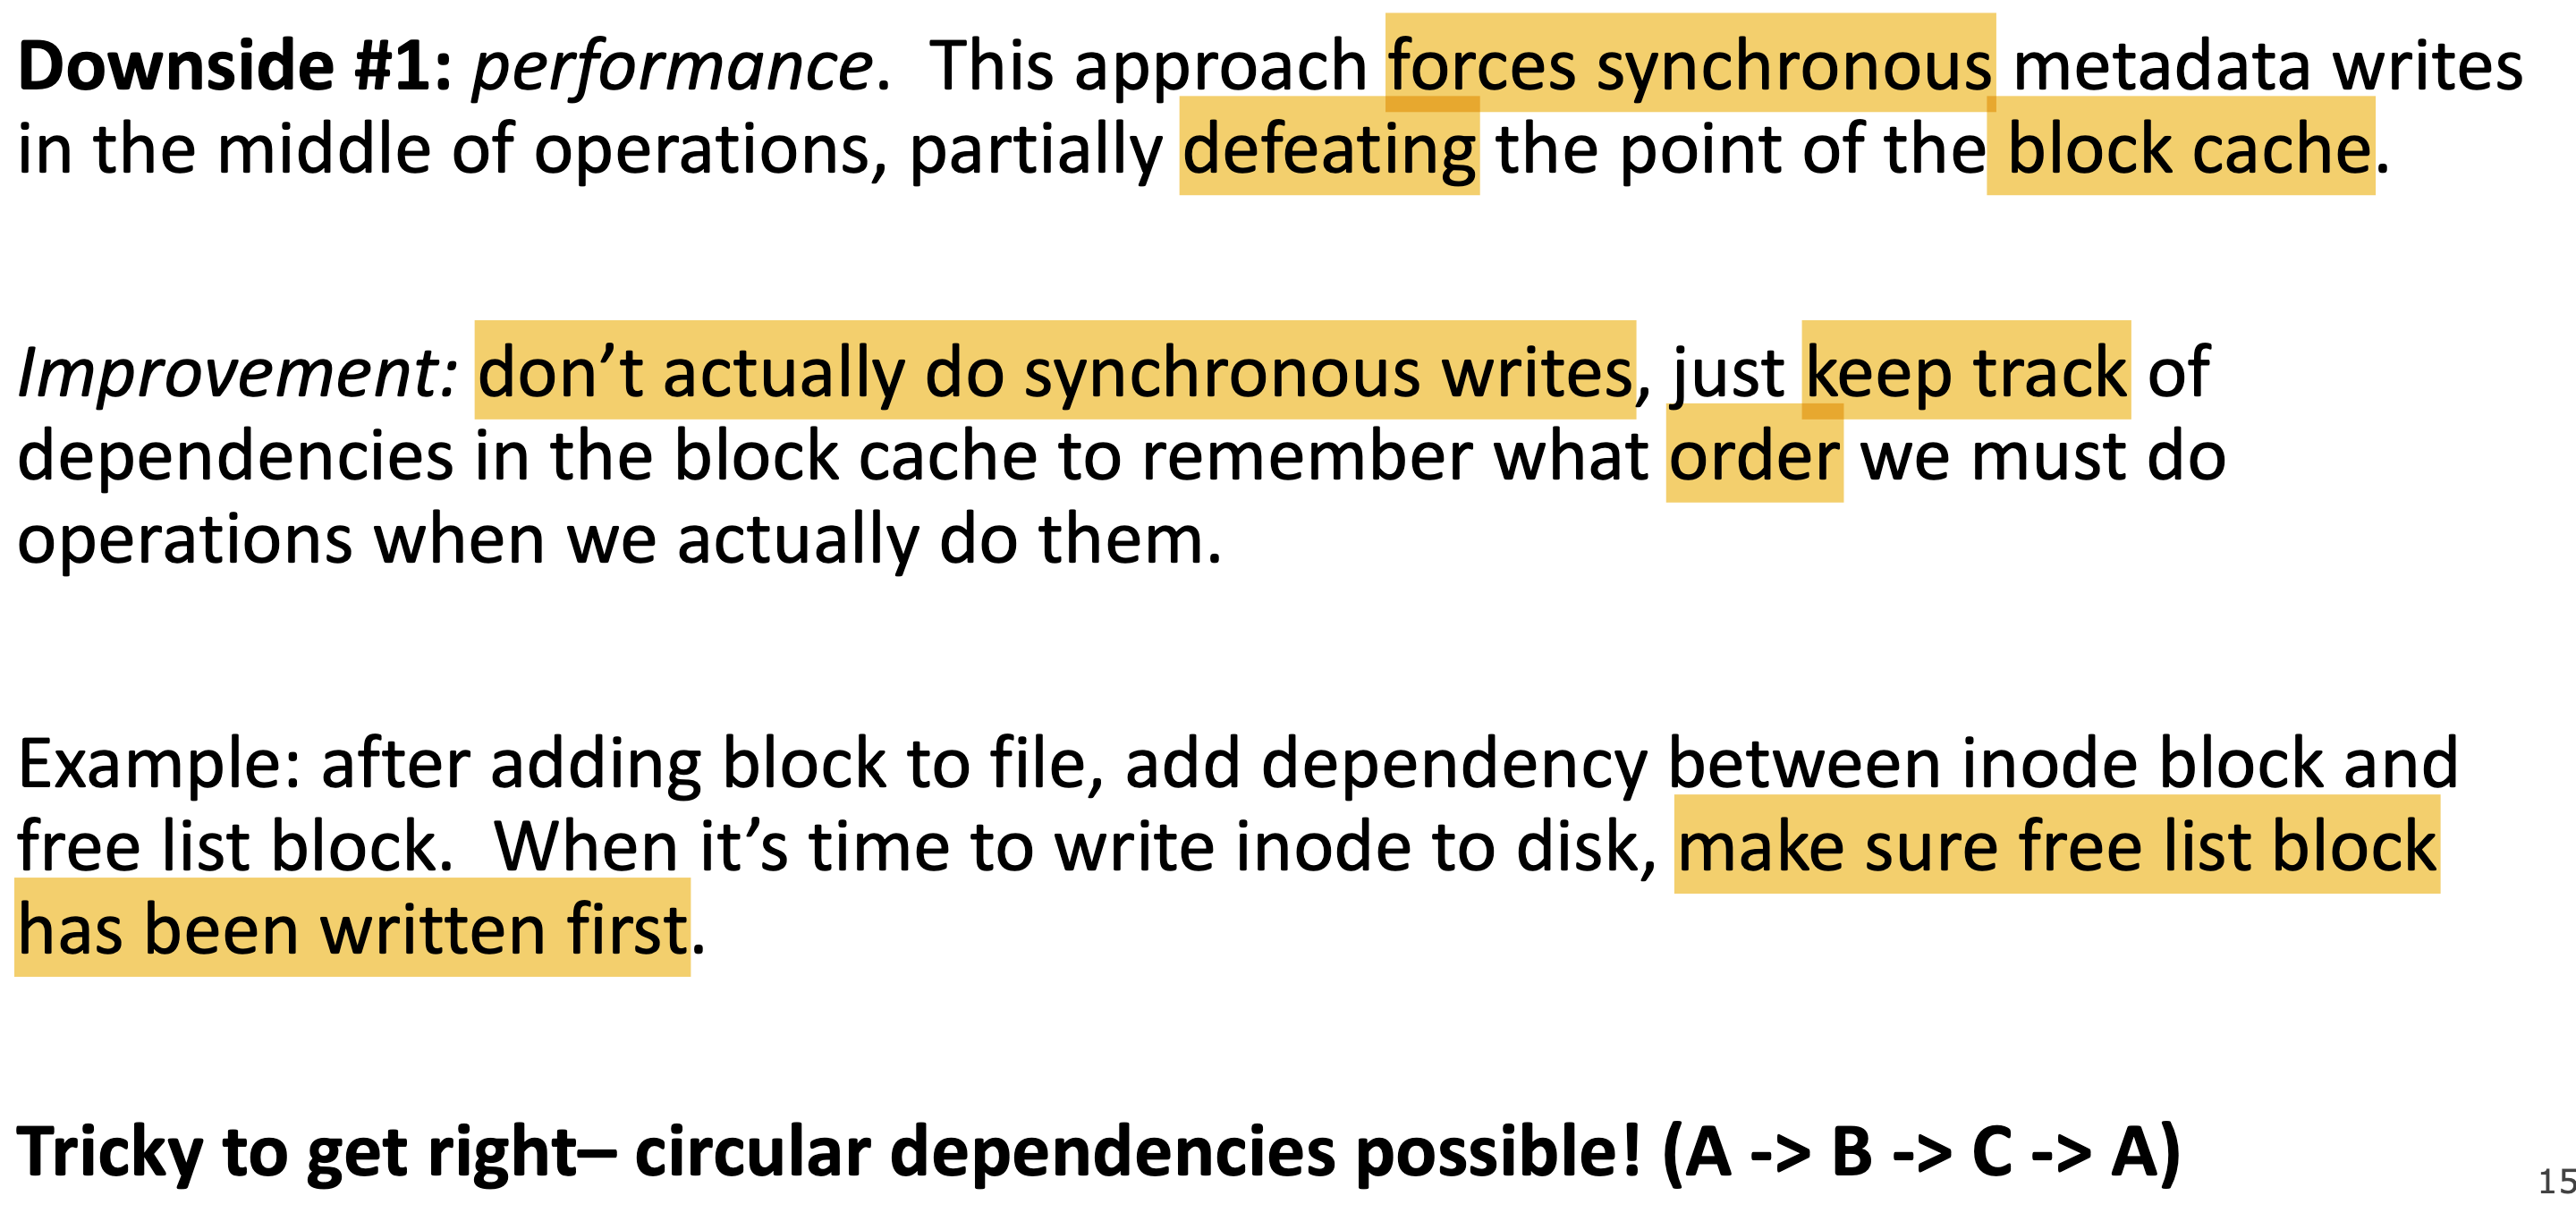 Downside #1: performance.  This approach forces synchronous metadata writes
in the middle of operations, partially defeating the point of the block cache.
Improvement: don’t actually do synchronous writes, just keep track of
dependencies in the block cache to remember what order we must do
operations when we actually do them.
Example: after adding block to file, add dependency between inode block and
free list block.  When it’s time to write inode to disk, make sure free list block
has been written first.
Tricky to get right– circular dependencies possible! (A -> B -> C -> A)
15